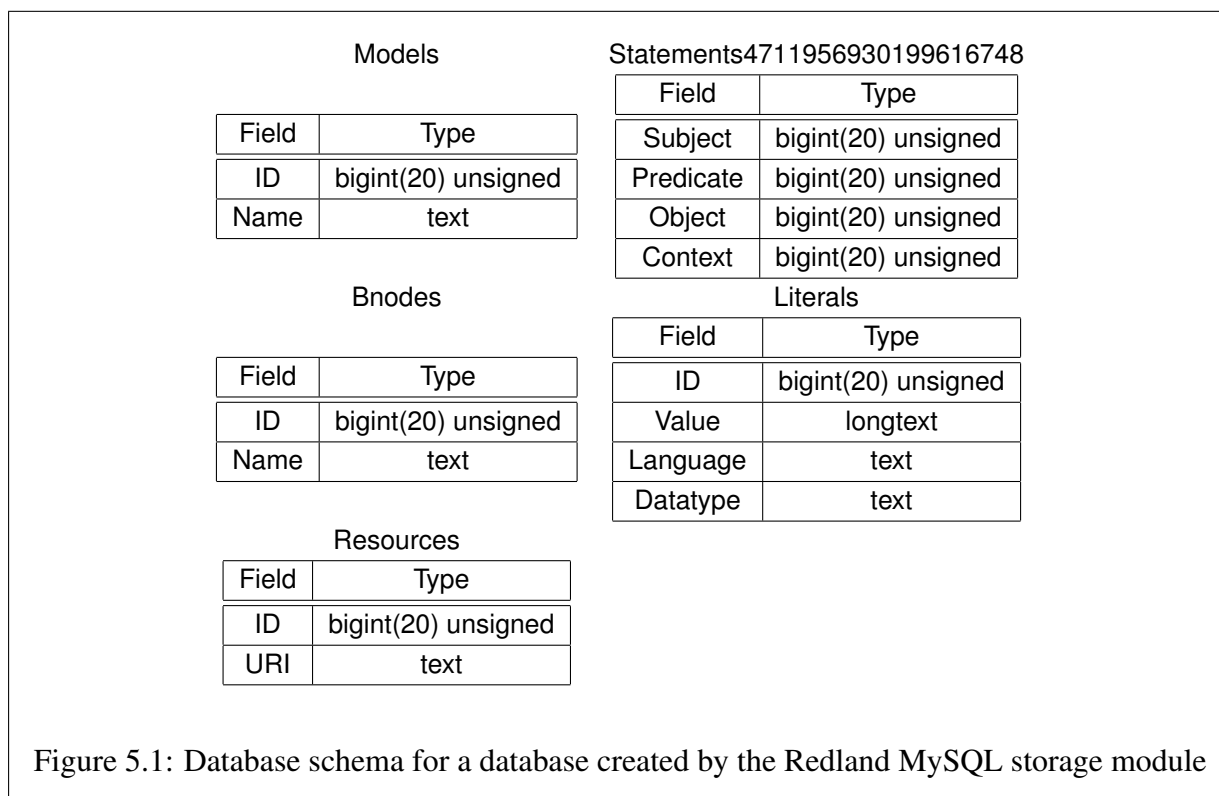 Models
Field Type
ID bigint(20) unsigned
Name text
Statements4711956930199616748
Field Type
Subject bigint(20) unsigned
Predicate bigint(20) unsigned
Object bigint(20) unsigned
Context bigint(20) unsigned
Bnodes
Field Type
ID bigint(20) unsigned
Name text
Literals
Field Type
ID bigint(20) unsigned
Value longtext
Language text
Datatype text
Resources
Field Type
ID bigint(20) unsigned
URI text
Figure 5.1: Database schema for a database created by the Redland MySQL storage module